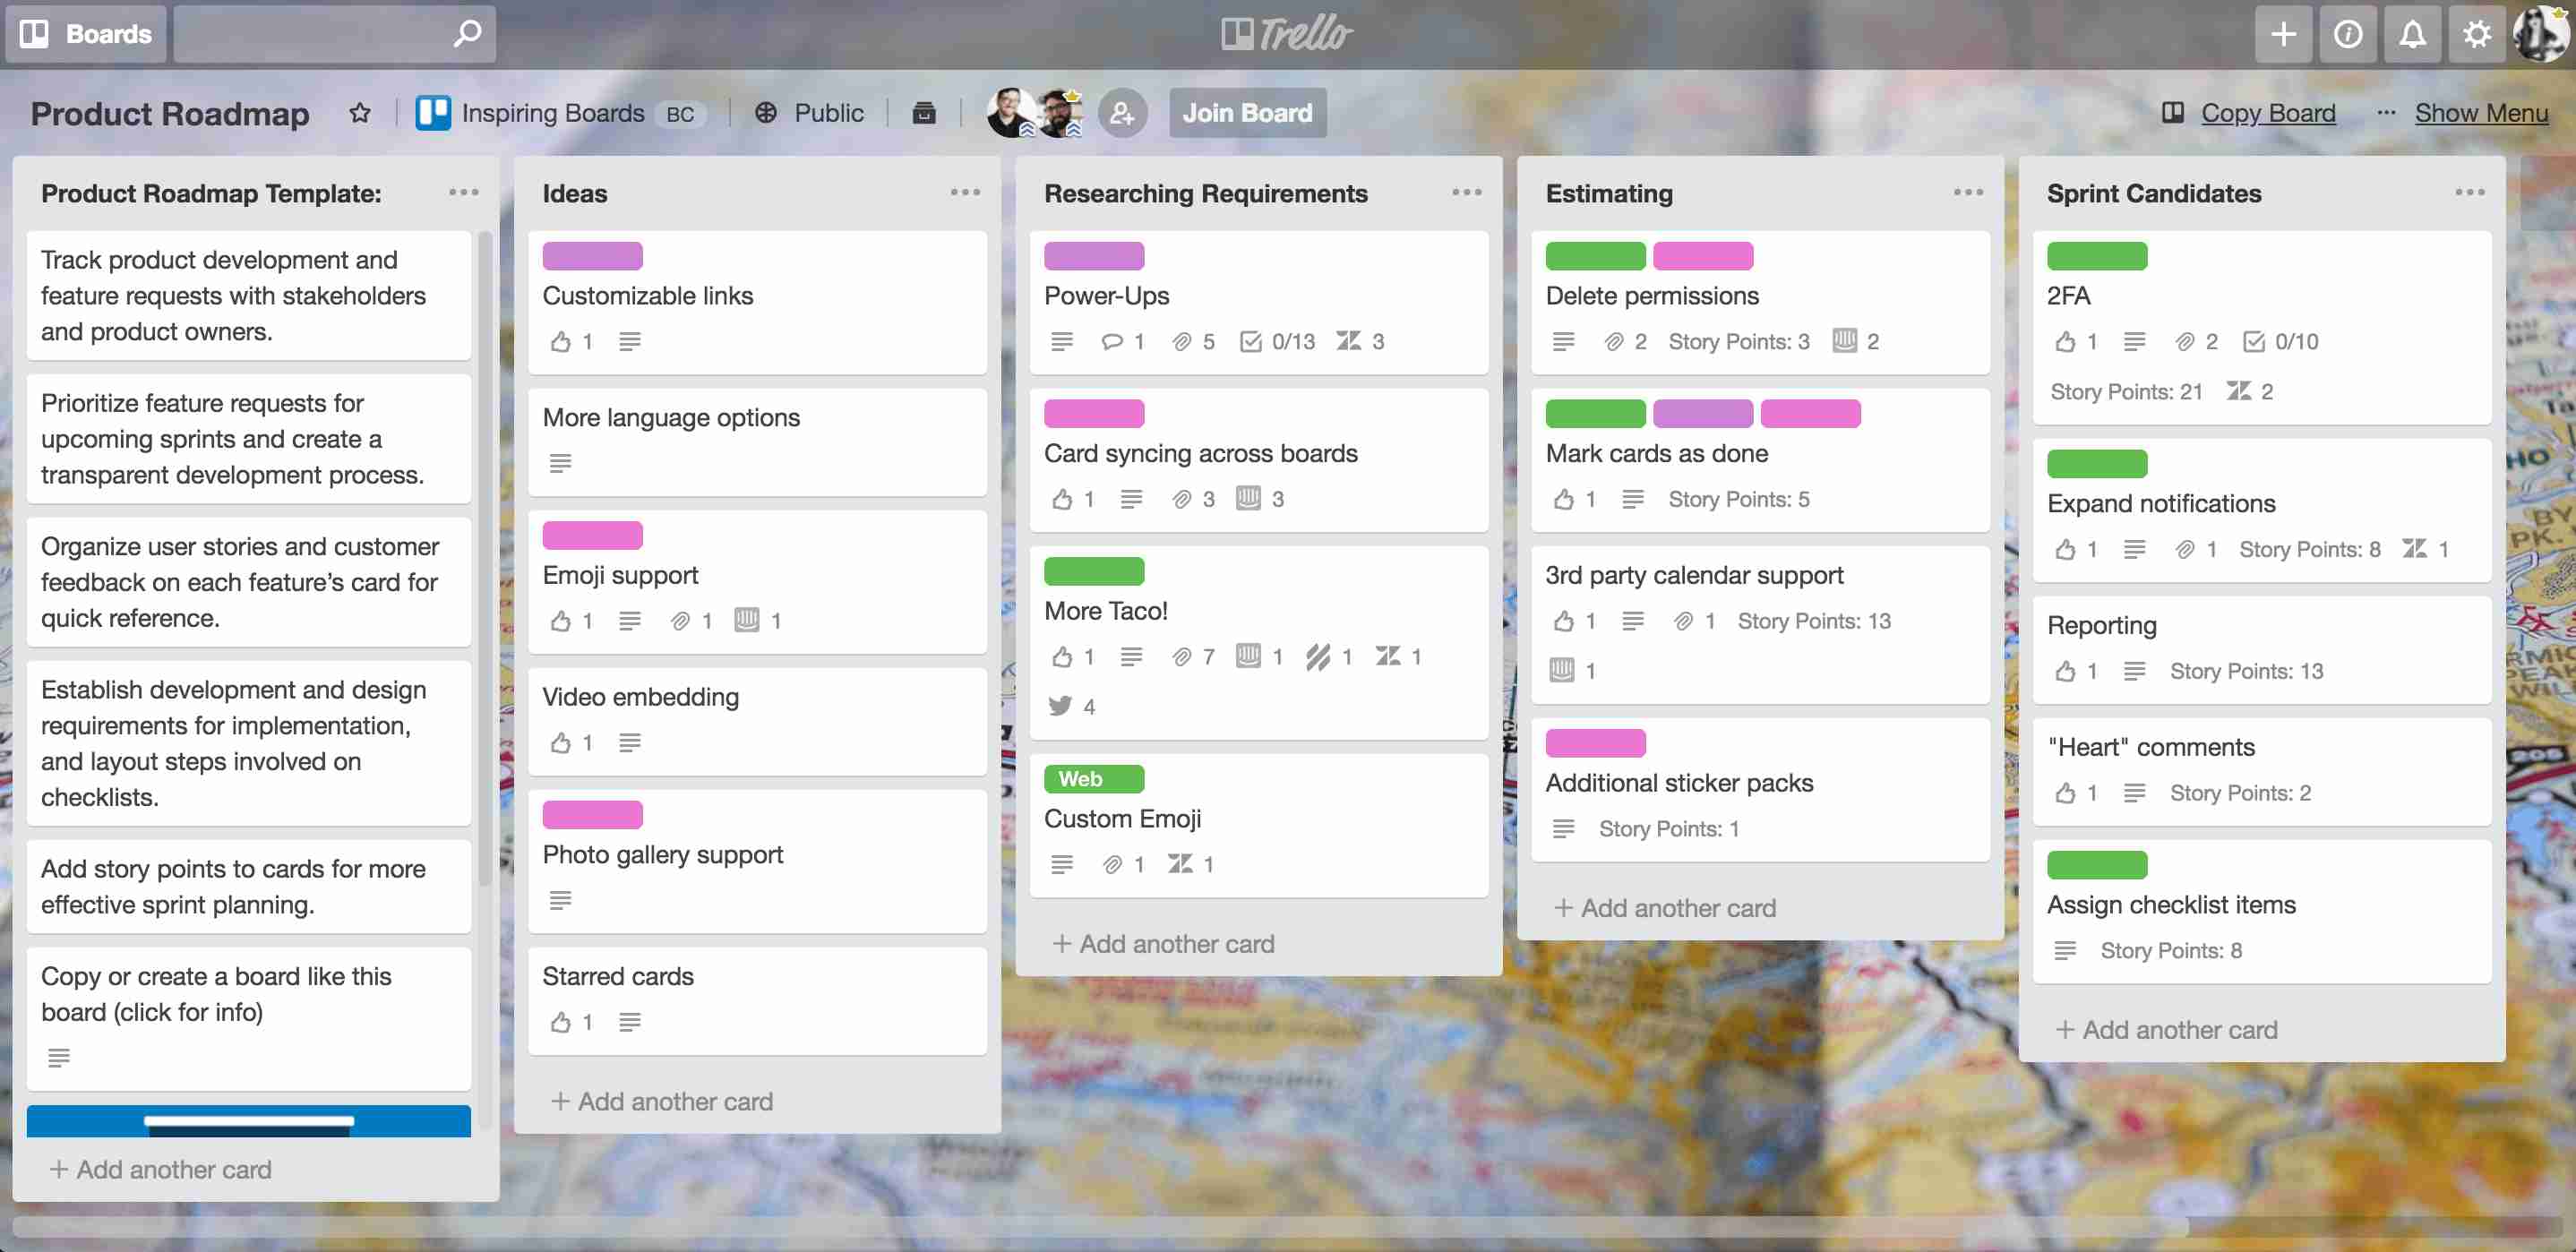 Boards
Trello
Product Roadmap
Inspiring Boards BC
Public
Join Board
Copy Board
... Show Menu
Product Roadmap Template:
Track product development and
feature requests with stakeholders
and product owners.
Prioritize feature requests for
upcoming sprints and create a
transparent development process.
Organize user stories and customer
feedback on each feature’s card for
quick reference.
Establish development and design
requirements for implementation,
and layout steps involved on
checklists.
Add story points to cards for more
effective sprint planning.
Copy or create a board like this
board (click for info)
+ Add another card
Ideas
Customizable links
1
More language options
Emoji support
1 1 1
Video embedding
1
Photo gallery support
Starred cards
1
+ Add another card
Researching Requirements
Power-Ups
1 5 0/13 3
Card syncing across boards
1 3 3
More Taco!
1 7 1 1 1
4
Web
Custom Emoji
1 1
+ Add another card
Estimating
Delete permissions
2 Story Points: 3 2
Mark cards as done
1 Story Points: 5
3rd party calendar support
1 1 Story Points: 13
1
Additional sticker packs
Story Points: 1
+ Add another card
Sprint Candidates
2FA
1 2 0/10
Story Points: 21 2
Expand notifications
1 1 Story Points: 8 1
Reporting
1 Story Points: 13
"Heart" comments
1 Story Points: 2
Assign checklist items
Story Points: 8
+ Add another card